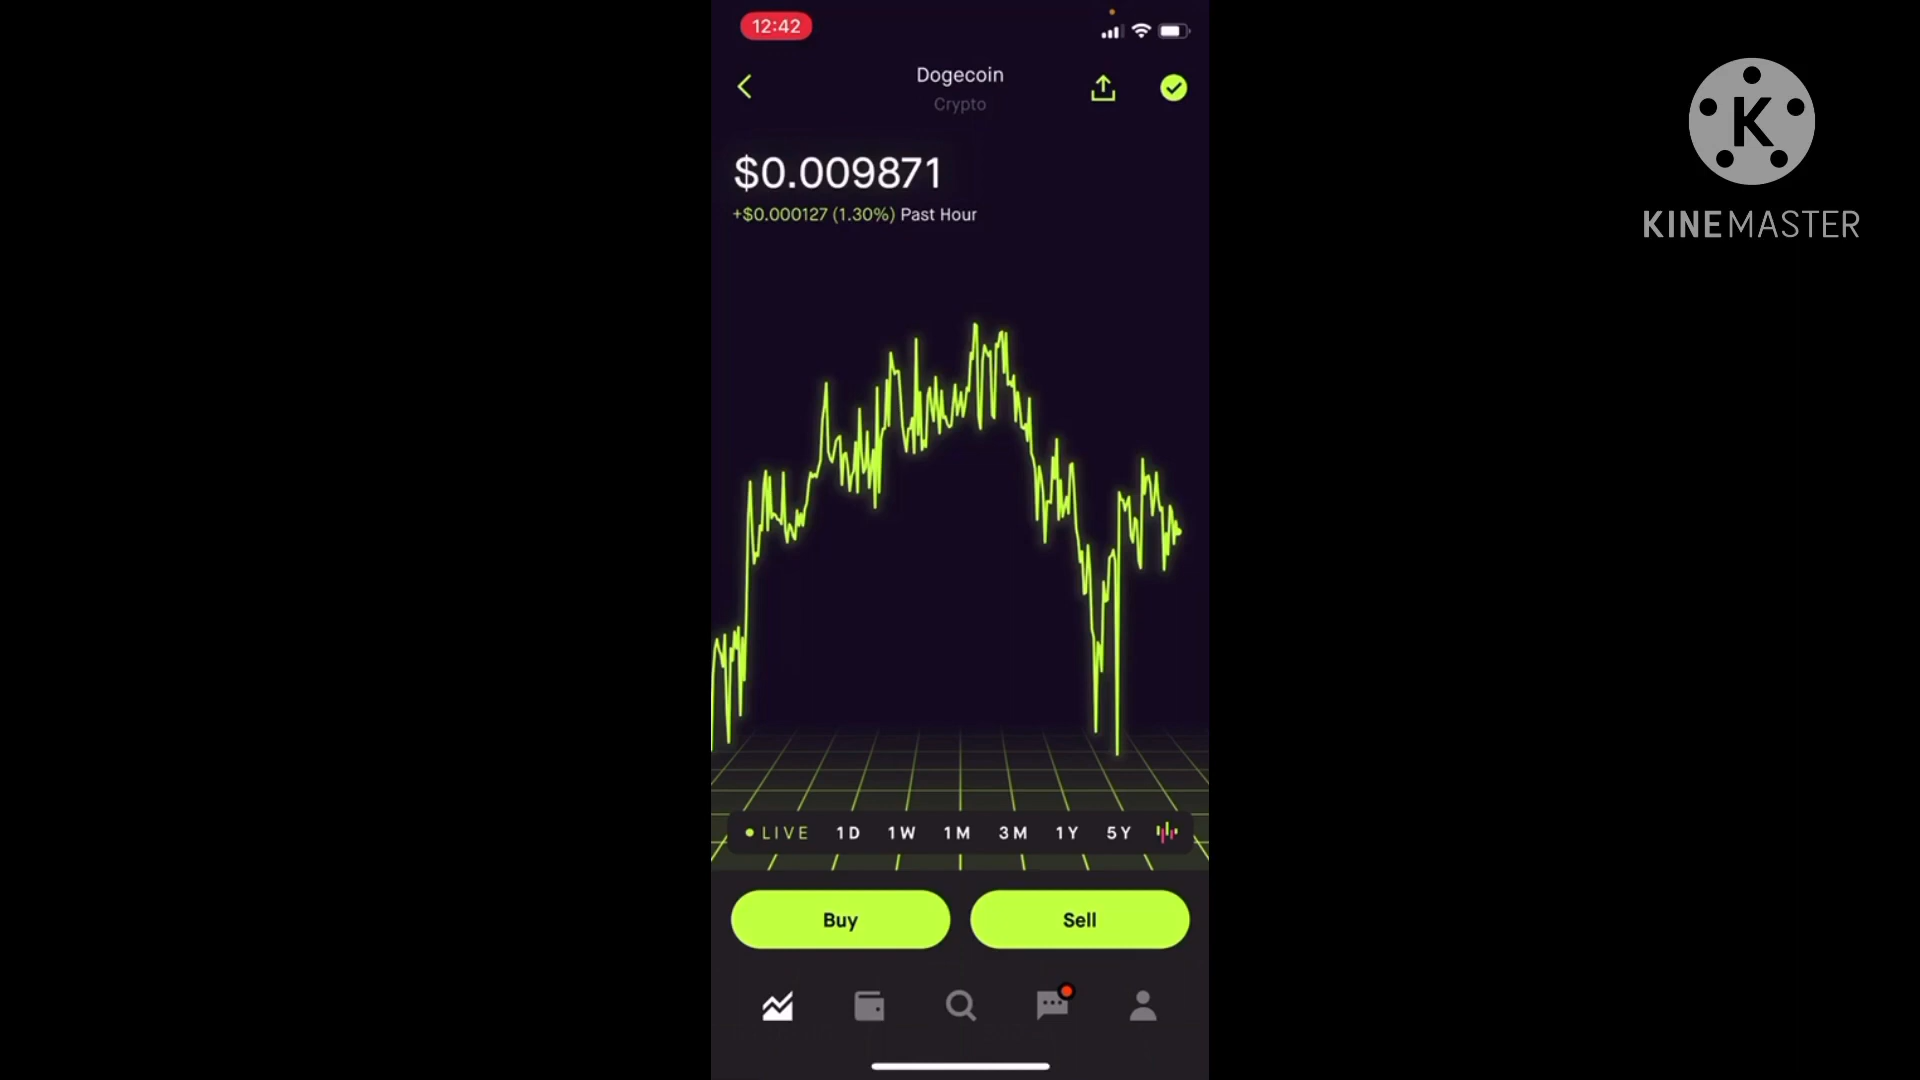 12:42
Dogecoin
Crypto
$0.009871
+$0.000127 (1.30%) Past Hour
LIVE 1D 1W 1M 3M 1Y 5Y
Buy Sell
K
KINEMASTER